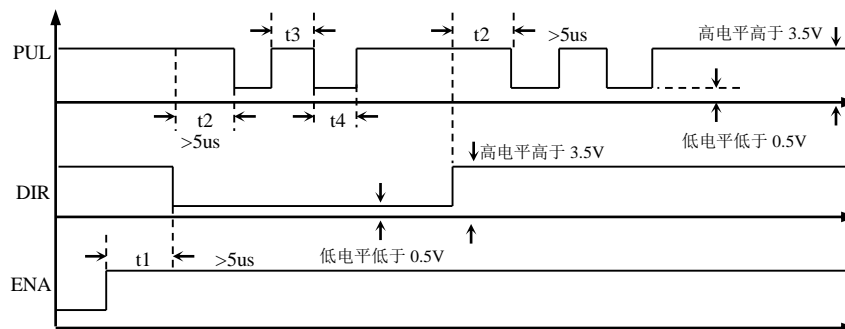 t3
t2
>5us
高电平高于 3.5V
PUL
t2
t4
>5us
低电平低于 0.5V
高电平高于 3.5V
DIR
t1
>5us
低电平低于 0.5V
ENA